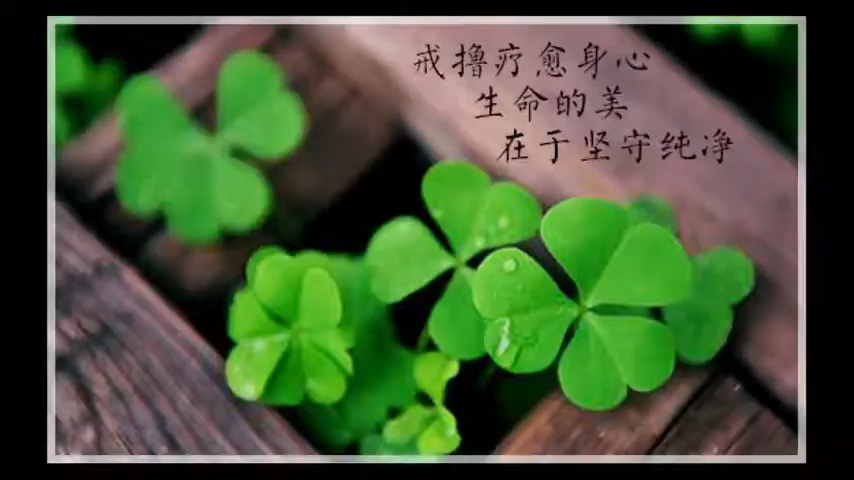 戒撸疗愈身心
生命的美
在于坚守纯净